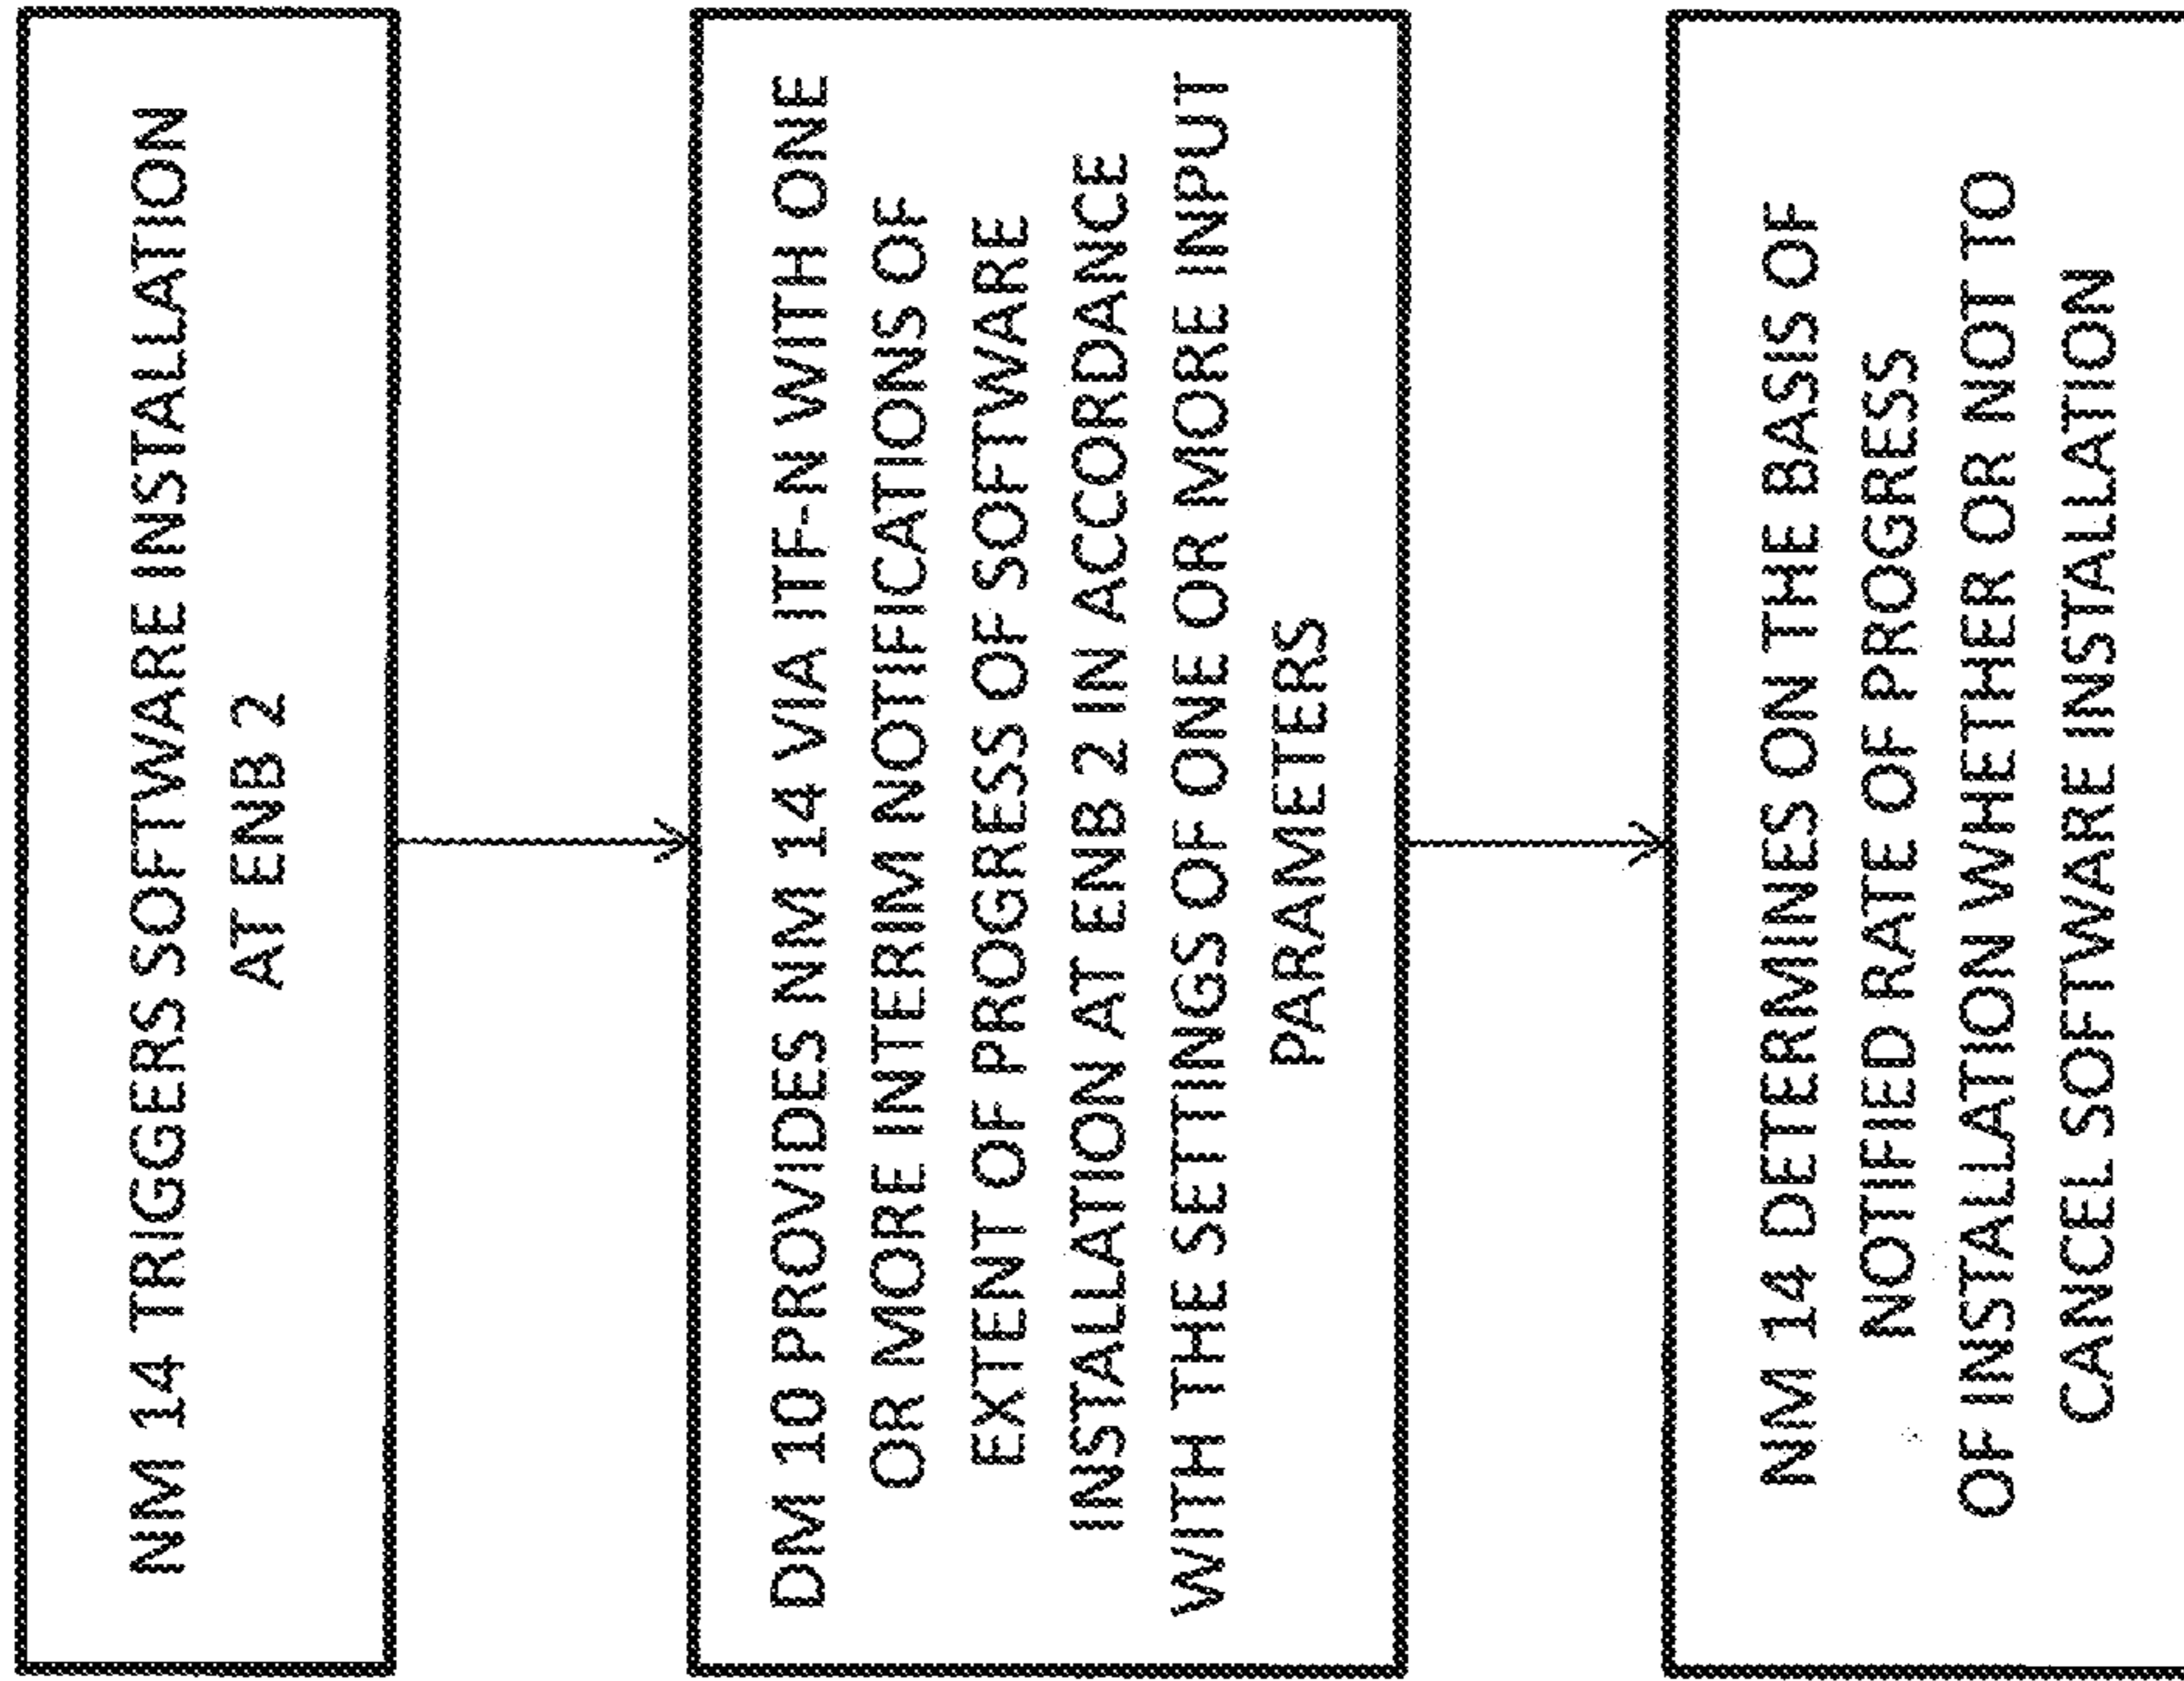 NM 14 TRIGGERS SOFTWARE INSTALLATION
AT ENB 2
DM 10 PROVIDES NM 14 VIA ITF-N WITH ONE
OR MORE INTERIM NOTIFICATIONS OF
EXTENT OF PROGRESS OF SOFTWARE
INSTALLATION AT ENB 2 IN ACCORDANCE
WITH THE SETTINGS OF ONE OR MORE INPUT
PARAMETERS
NM 14 DETERMINES ON THE BASIS OF
NOTIFIED RATE OF PROGRESS
OF INSTALLATION WHETHER OR NOT TO
CANCEL SOFTWARE INSTALLATION